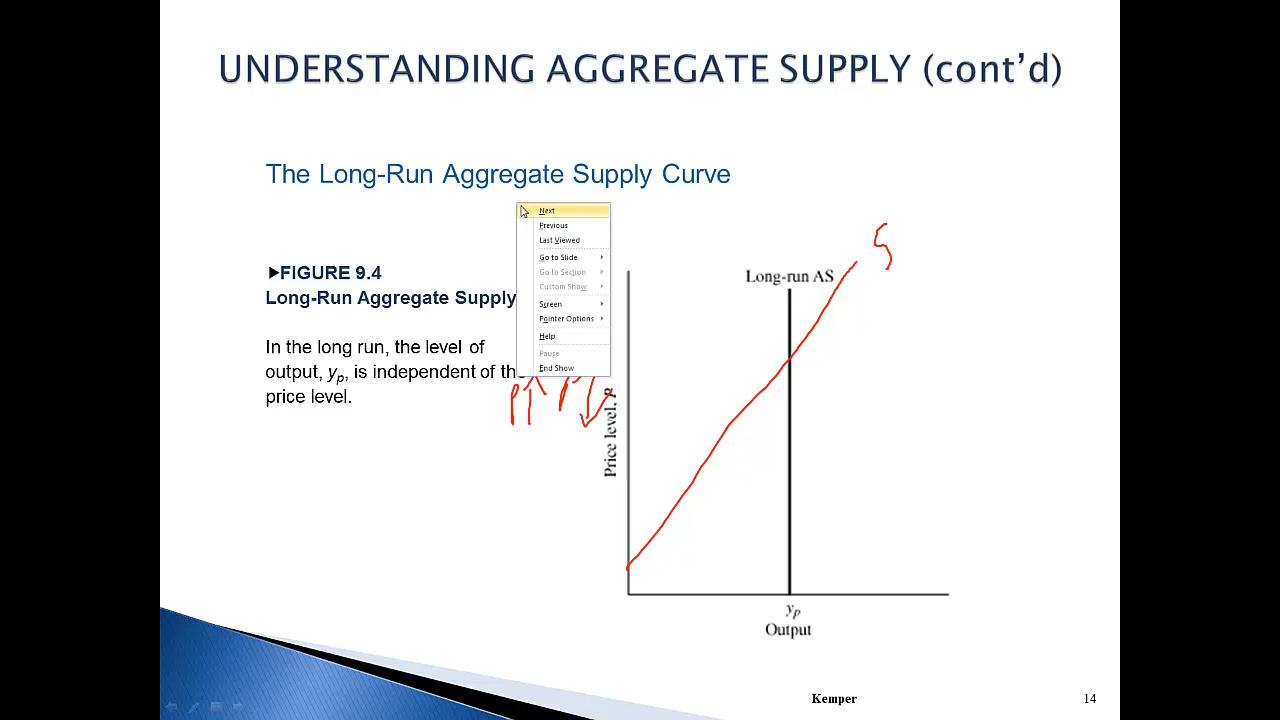 UNDERSTANDING AGGREGATE SUPPLY (cont’d)
The Long-Run Aggregate Supply Curve
▶FIGURE 9.4
Long-Run Aggregate Supply
In the long run, the level of
output, yp, is independent of the
price level.
Next
Previous
Last Viewed
Go to Slide
Go to Section
Custom Show
Screen
Pointer Options
Help
Pause
End Show
P P
S
Long-run AS
Price level, P
yp
Output
Kemper
14